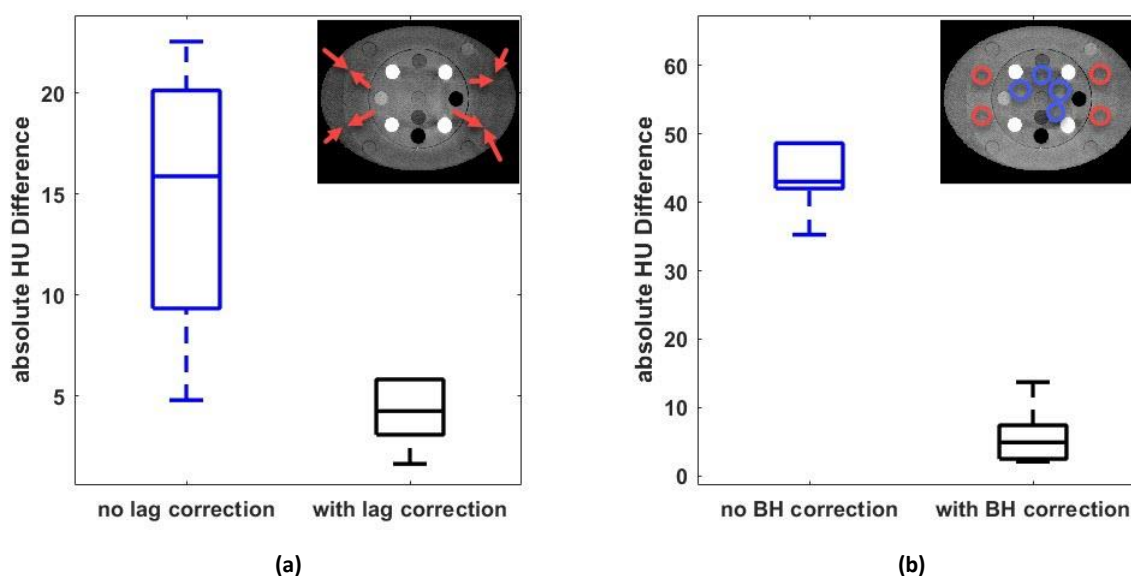 absolute HU Difference
20
15
10
5
no lag correction
with lag correction
(a)
absolute HU Difference
60
50
40
30
20
10
0
no BH correction
with BH correction
(b)